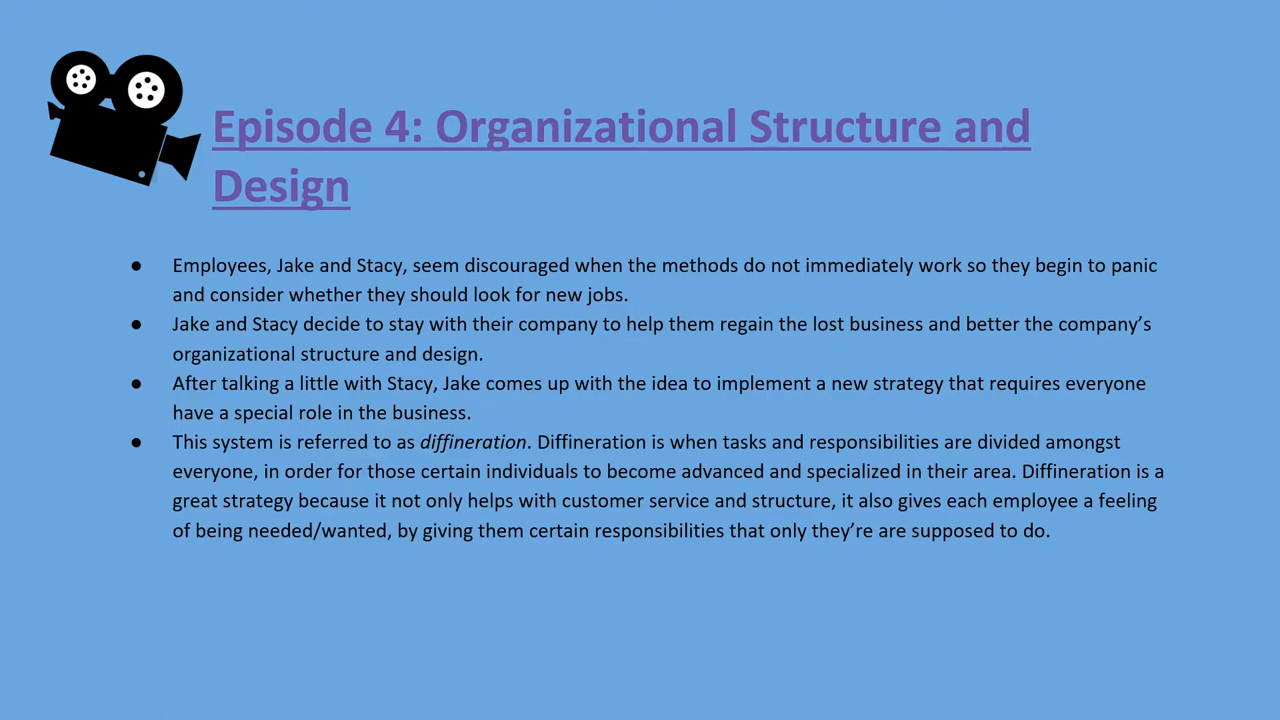 Episode 4: Organizational Structure and
Design
● Employees, Jake and Stacy, seem discouraged when the methods do not immediately work so they begin to panic
and consider whether they should look for new jobs.
● Jake and Stacy decide to stay with their company to help them regain the lost business and better the company’s
organizational structure and design.
● After talking a little with Stacy, Jake comes up with the idea to implement a new strategy that requires everyone
have a special role in the business.
● This system is referred to as diffineration. Diffineration is when tasks and responsibilities are divided amongst
everyone, in order for those certain individuals to become advanced and specialized in their area. Diffineration is a
great strategy because it not only helps with customer service and structure, it also gives each employee a feeling
of being needed/wanted, by giving them certain responsibilities that only they’re are supposed to do.